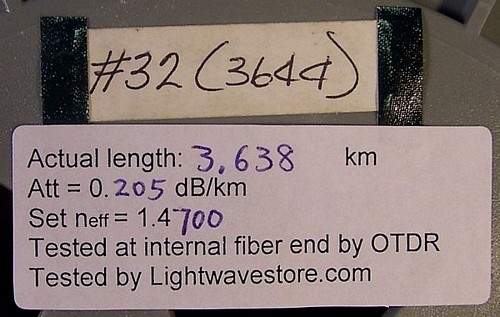 #32 (3644)
Actual length: 3.638 km
Att = 0.205 dB/km
Set neff = 1.4700
Tested at internal fiber end by OTDR
Tested by Lightwavestore.com